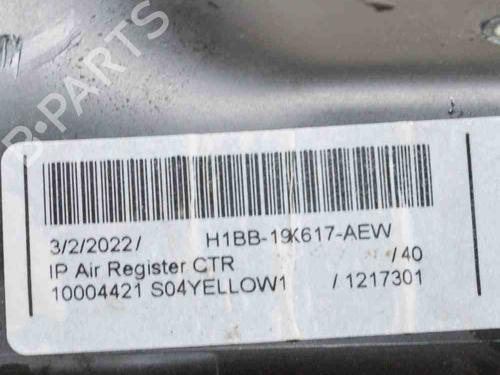 B-PARTS
3/2/2022/ H1BB-19K617-AEW
IP Air Register CTR /40
10004421 S04YELLOW1 / 1217301